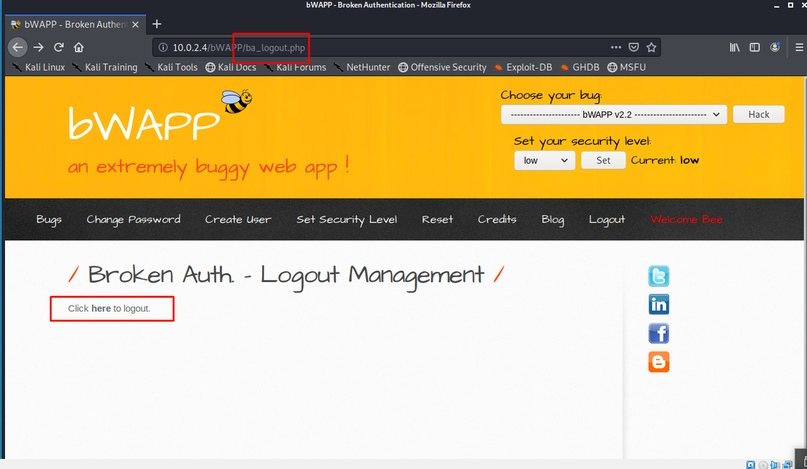 bWAPP - Broken Authentication - Mozilla Firefox
bWAPP - Broken Authen
10.0.2.4/bWAPP/ba_logout.php
Kali Linux Kali Training Kali Tools Kali Docs Kali Forums NetHunter Offensive Security Exploit-DB GHDB MSFU
bWAPP
an extremely buggy web app !
Choose your bug:
---------------------- bWAPP v2.2 ----------------------- Hack
Set your security level:
low Set Current: low
Bugs Change Password Create User Set Security Level Reset Credits Blog Logout Welcome Bee
/ Broken Auth. - Logout Management /
Click here to logout.